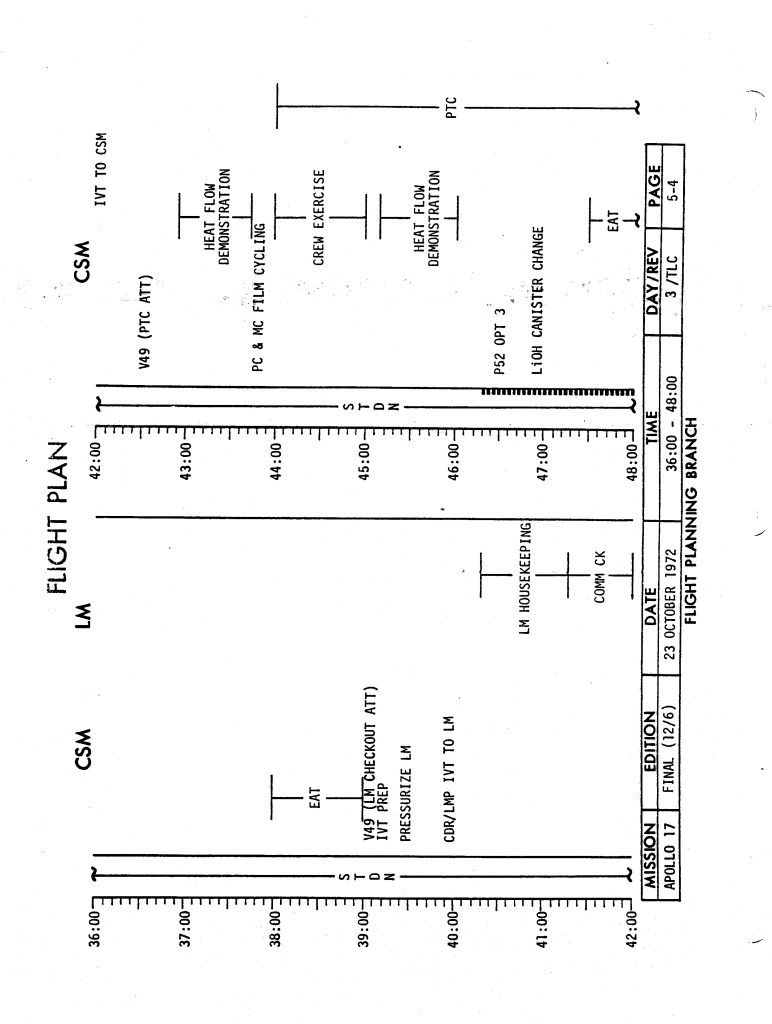 FLIGHT PLAN
CSM
LM
CSM
36:00
37:00
38:00
39:00
40:00
41:00
42:00
STDN
EAT
V49 (LM CHECKOUT ATT)
IVT PREP
PRESSURIZE LM
CDR/LMP IVT TO LM
LM HOUSEKEEPING
COMM CK
42:00
43:00
44:00
45:00
46:00
47:00
48:00
STDN
IVT TO CSM
V49 (PTC ATT)
HEAT FLOW
DEMONSTRATION
PC & MC FILM CYCLING
CREW EXERCISE
HEAT FLOW
DEMONSTRATION
P52 OPT 3
LiOH CANISTER CHANGE
EAT
PTC
MISSION EDITION DATE TIME DAY/REV PAGE
APOLLO 17 FINAL (12/6) 23 OCTOBER 1972 36:00 - 48:00 3 /TLC 5-4
FLIGHT PLANNING BRANCH